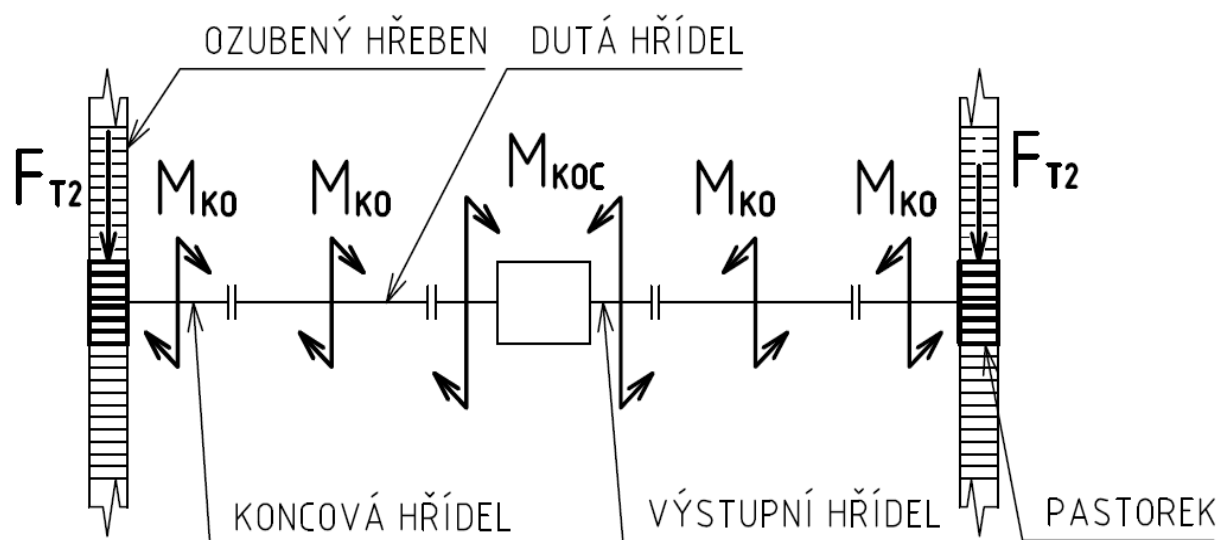 OZUBENÝ HŘEBEN
DUTÁ HŘÍDEL
F_T2
M_KO
M_KO
M_KOC
M_KO
M_KO
F_T2
KONCOVÁ HŘÍDEL
VÝSTUPNÍ HŘÍDEL
PASTOREK